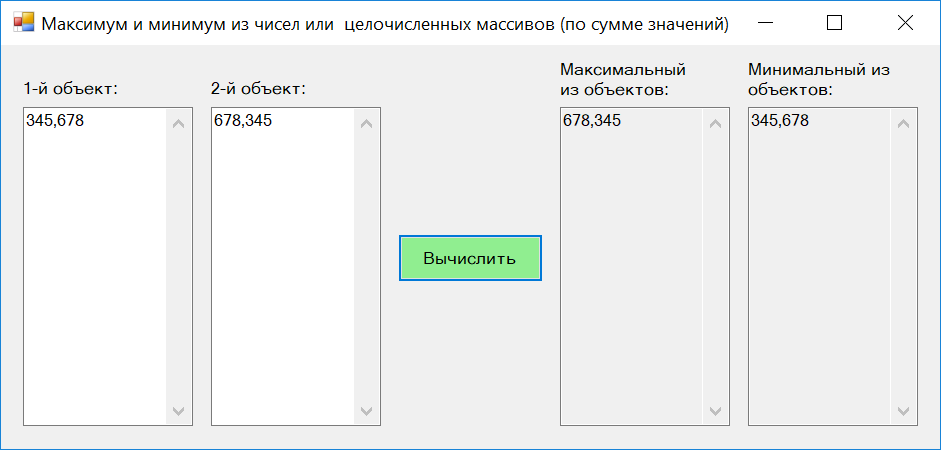 Максимум и минимум из чисел или  целочисленных массивов (по сумме значений)
1-й объект:
2-й объект:
Максимальный
из объектов:
Минимальный из
объектов:
345,678
678,345
678,345
345,678
Вычислить